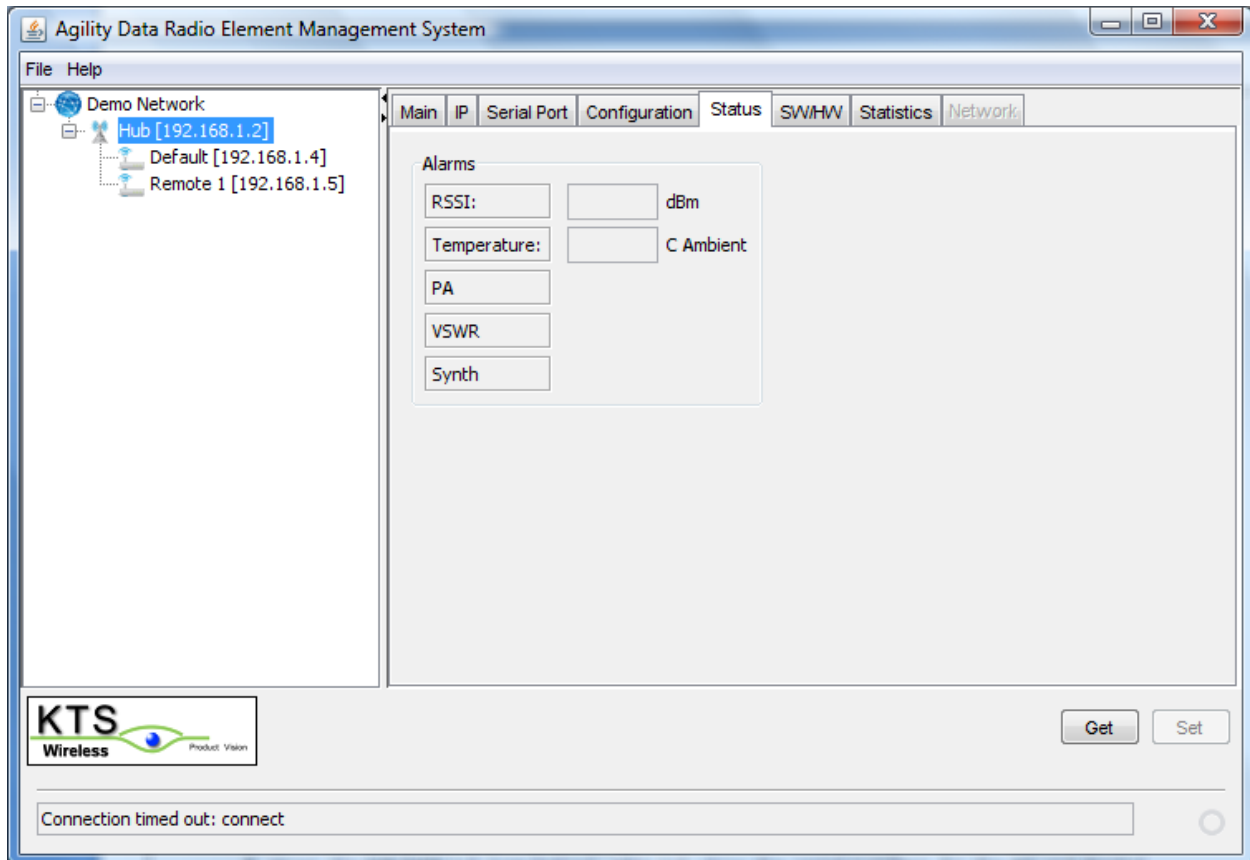 Agility Data Radio Element Management System
File Help
Demo Network
Hub [192.168.1.2]
Default [192.168.1.4]
Remote 1 [192.168.1.5]
Main IP Serial Port Configuration Status SW/HW Statistics Network
Alarms
RSSI: dBm
Temperature: C Ambient
PA
VSWR
Synth
KTS
Wireless Product Vision
Get Set
Connection timed out: connect